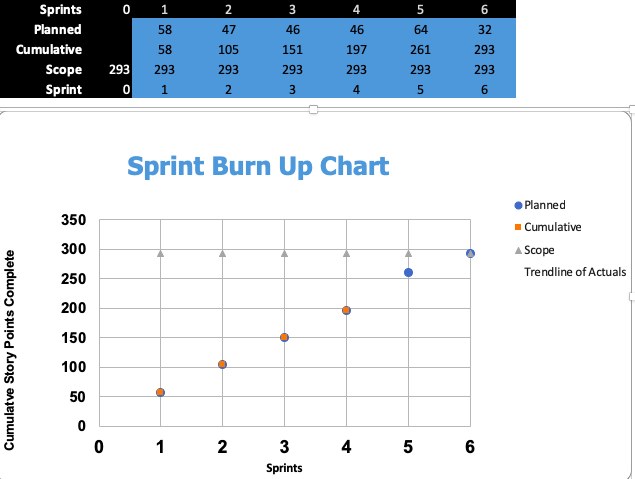 Sprints 0 1 2 3 4 5 6
Planned 58 47 46 46 64 32
Cumulative 58 105 151 197 261 293
Scope 293 293 293 293 293 293 293
Sprint 0 1 2 3 4 5 6
Sprint Burn Up Chart
350
300
250
200
150
100
50
0
0 1 2 3 4 5 6
Sprints
Cumulatve Story Points Complete
Planned
Cumulative
Scope
Trendline of Actuals